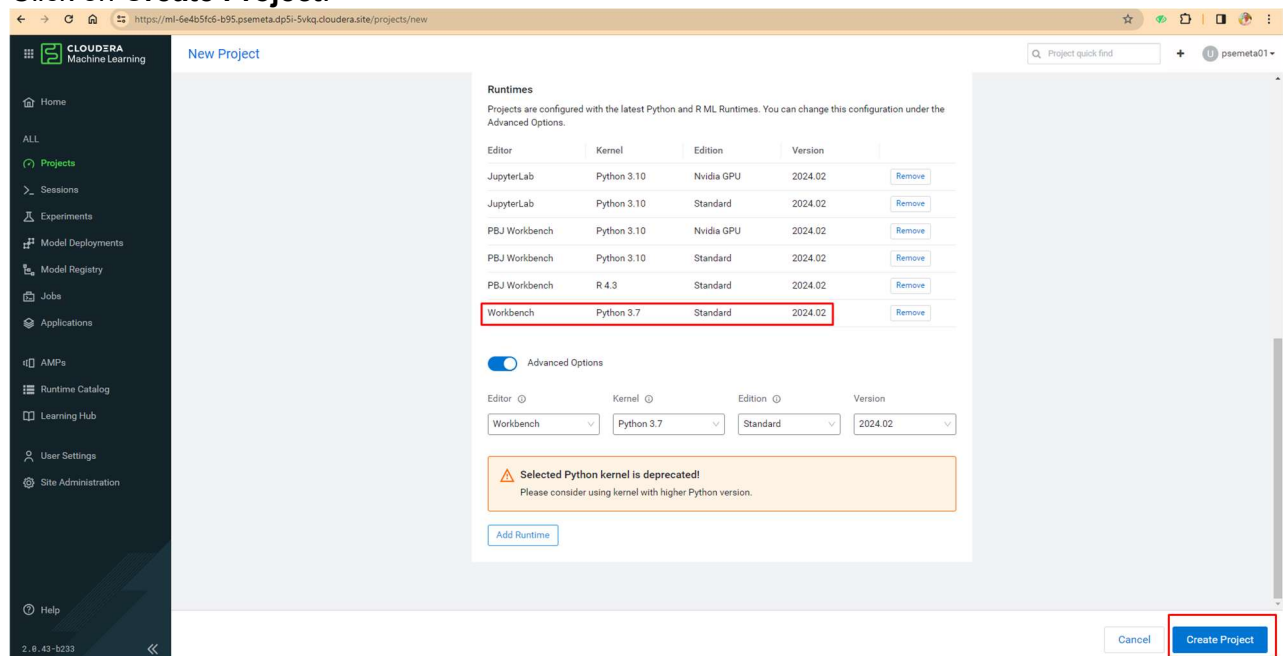 Click on Create Project.
https://ml-6e4b5fc6-b95.psemeta.dp5i-5vkq.cloudera.site/projects/new
CLOUDERA
Machine Learning
New Project
Project quick find
+
U
psemeta01
Home
ALL
Projects
Sessions
Experiments
Model Deployments
Model Registry
Jobs
Applications
AMPs
Runtime Catalog
Learning Hub
User Settings
Site Administration
Help
2.0.43-b233
Runtimes
Projects are configured with the latest Python and R ML Runtimes. You can change this configuration under the
Advanced Options.
Editor Kernel Edition Version
JupyterLab Python 3.10 Nvidia GPU 2024.02 Remove
JupyterLab Python 3.10 Standard 2024.02 Remove
PBJ Workbench Python 3.10 Nvidia GPU 2024.02 Remove
PBJ Workbench Python 3.10 Standard 2024.02 Remove
PBJ Workbench R 4.3 Standard 2024.02 Remove
Workbench Python 3.7 Standard 2024.02 Remove
Advanced Options
Editor Kernel Edition Version
Workbench Python 3.7 Standard 2024.02
Selected Python kernel is deprecated!
Please consider using kernel with higher Python version.
Add Runtime
Cancel Create Project